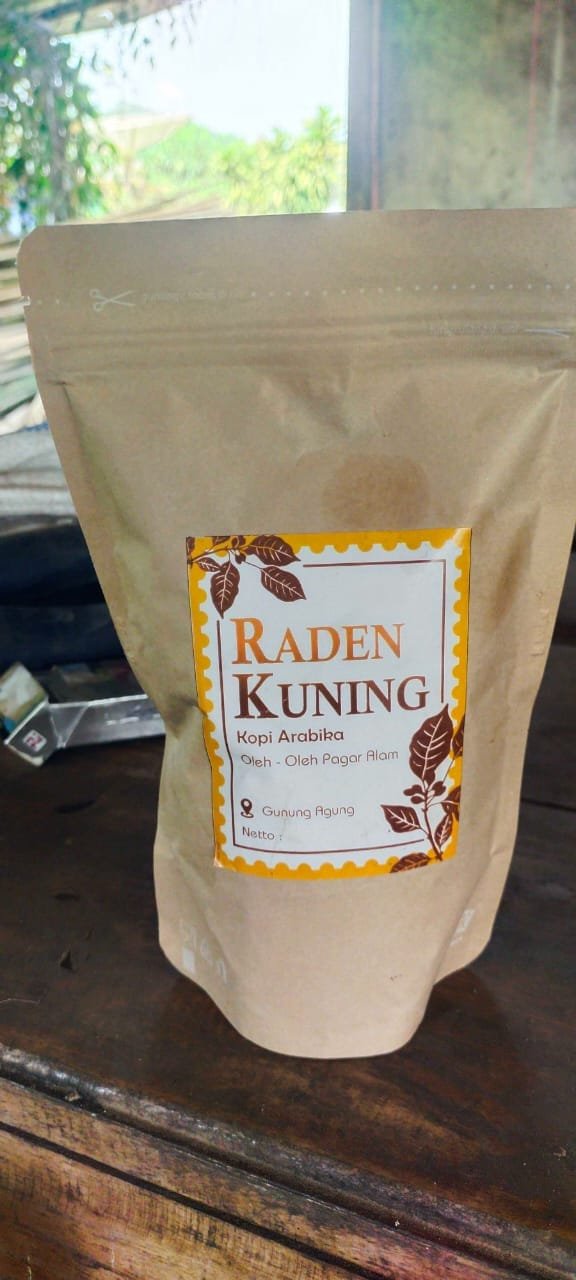 RADEN
KUNING
Kopi Arabika
Oleh - Oleh Pagar Alam
Gunung Agung
Netto :